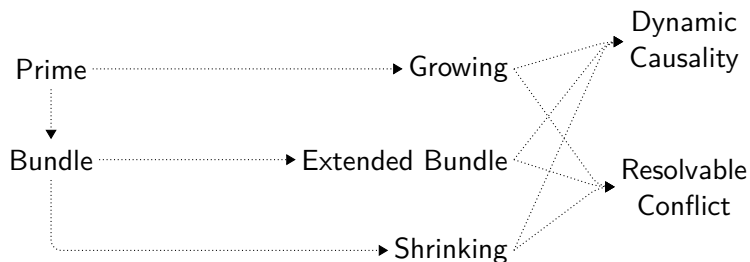 Dynamic
Causality
Prime
Growing
Bundle
Extended Bundle
Resolvable
Conflict
Shrinking